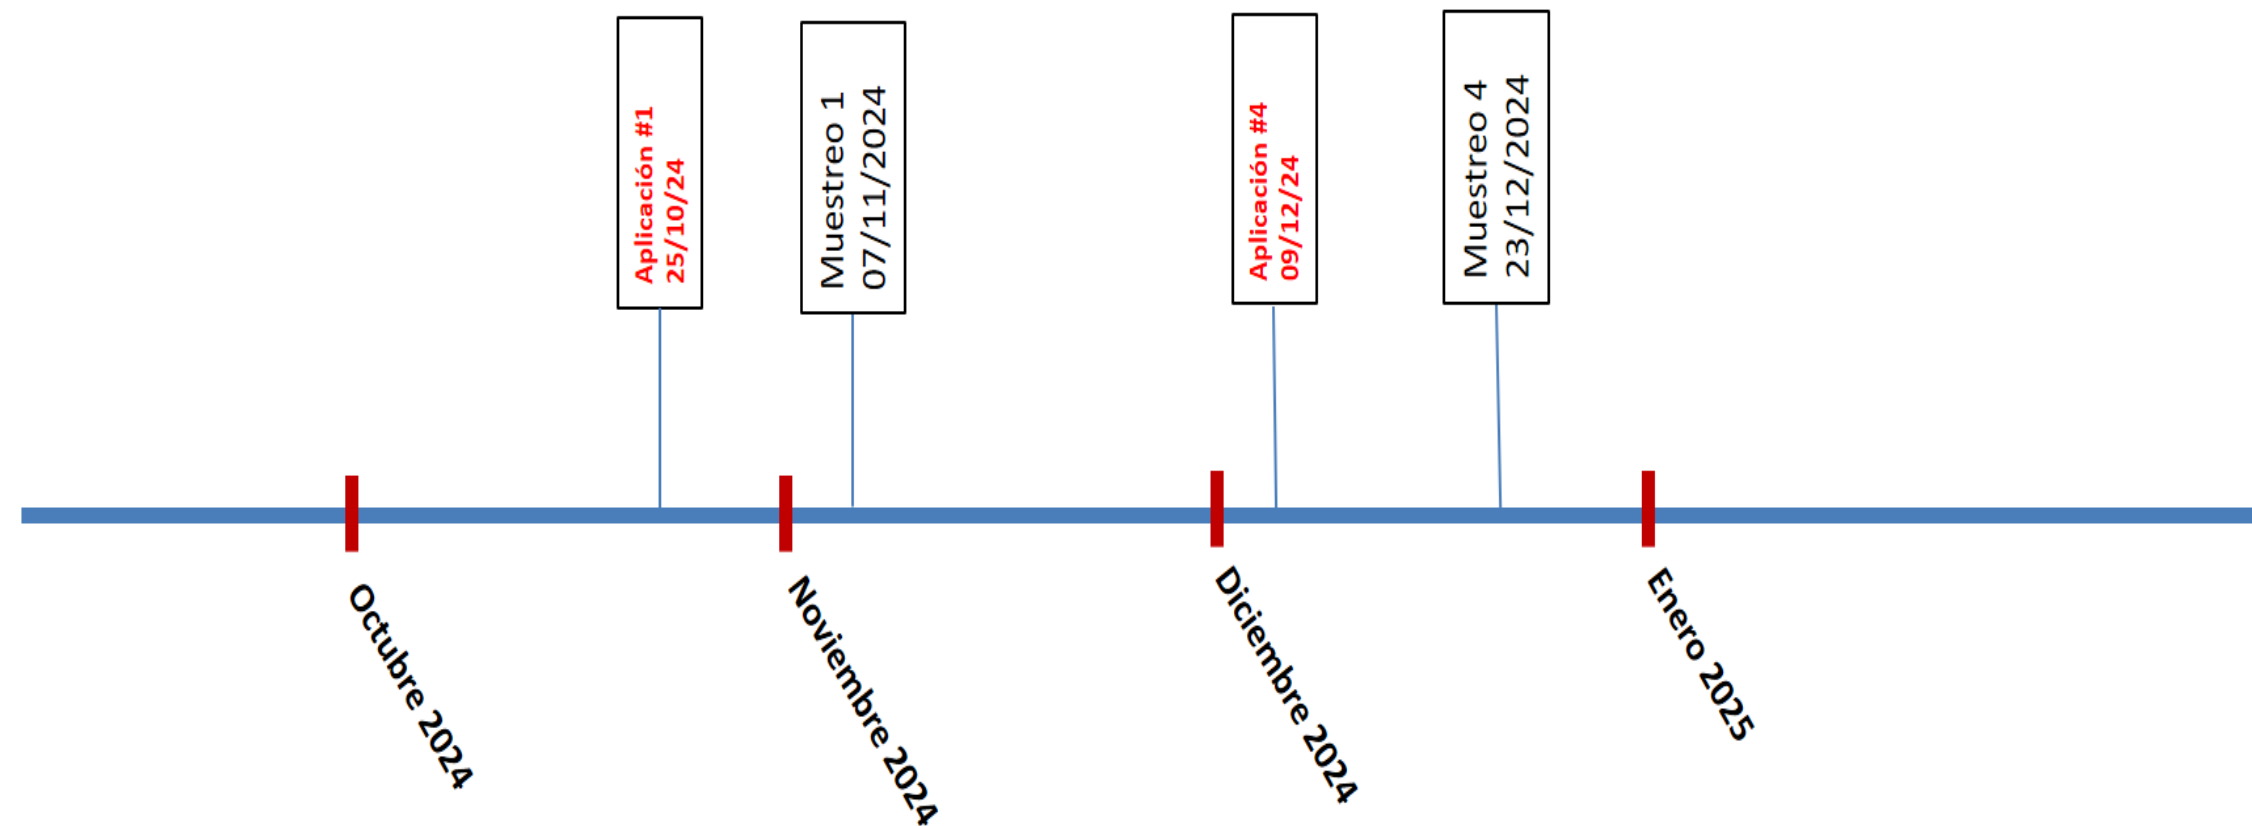 Aplicación #1
25/10/24
Muestreo 1
07/11/2024
Aplicación #4
09/12/24
Muestreo 4
23/12/2024
Octubre 2024
Noviembre 2024
Diciembre 2024
Enero 2025